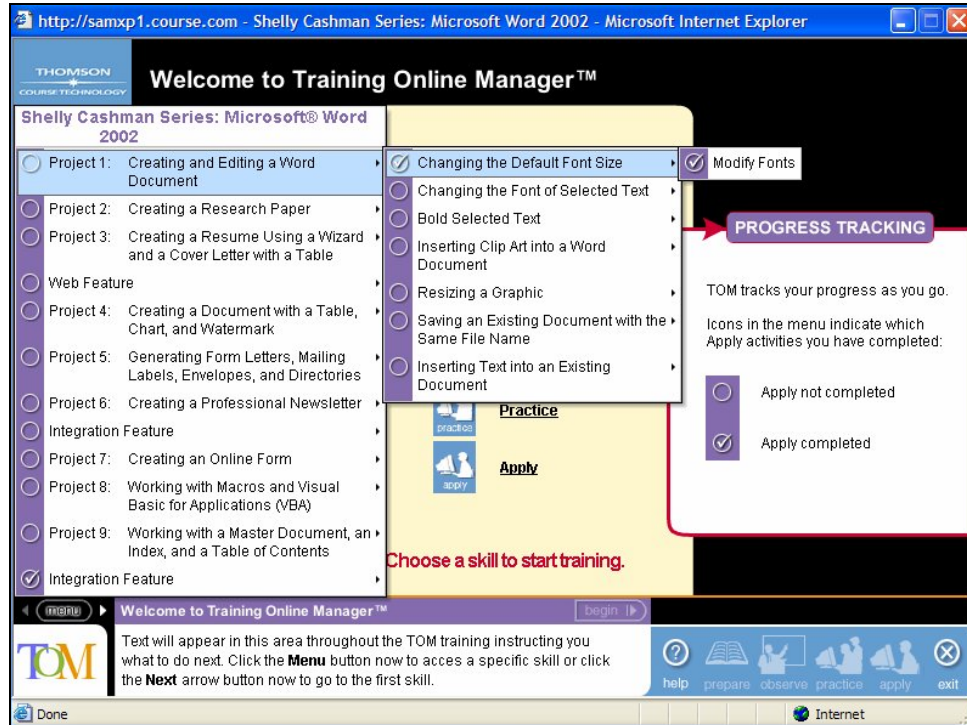 http://samxp1.course.com - Shelly Cashman Series: Microsoft Word 2002 - Microsoft Internet Explorer
THOMSON
COURSE TECHNOLOGY
Welcome to Training Online Manager™
Shelly Cashman Series: Microsoft® Word
2002
Project 1: Creating and Editing a Word
Document
Project 2: Creating a Research Paper
Project 3: Creating a Resume Using a Wizard
and a Cover Letter with a Table
Web Feature
Project 4: Creating a Document with a Table,
Chart, and Watermark
Project 5: Generating Form Letters, Mailing
Labels, Envelopes, and Directories
Project 6: Creating a Professional Newsletter
Integration Feature
Project 7: Creating an Online Form
Project 8: Working with Macros and Visual
Basic for Applications (VBA)
Project 9: Working with a Master Document, an
Index, and a Table of Contents
Integration Feature
Changing the Default Font Size
Changing the Font of Selected Text
Bold Selected Text
Inserting Clip Art into a Word
Document
Resizing a Graphic
Saving an Existing Document with the
Same File Name
Inserting Text into an Existing
Document
Modify Fonts
practice
Practice
apply
Apply
Choose a skill to start training.
PROGRESS TRACKING
TOM tracks your progress as you go.
Icons in the menu indicate which
Apply activities you have completed:
Apply not completed
Apply completed
menu
Welcome to Training Online Manager™
begin
TOM
Text will appear in this area throughout the TOM training instructing you
what to do next. Click the Menu button now to acces a specific skill or click
the Next arrow button now to go to the first skill.
help prepare observe practice apply exit
Done
Internet